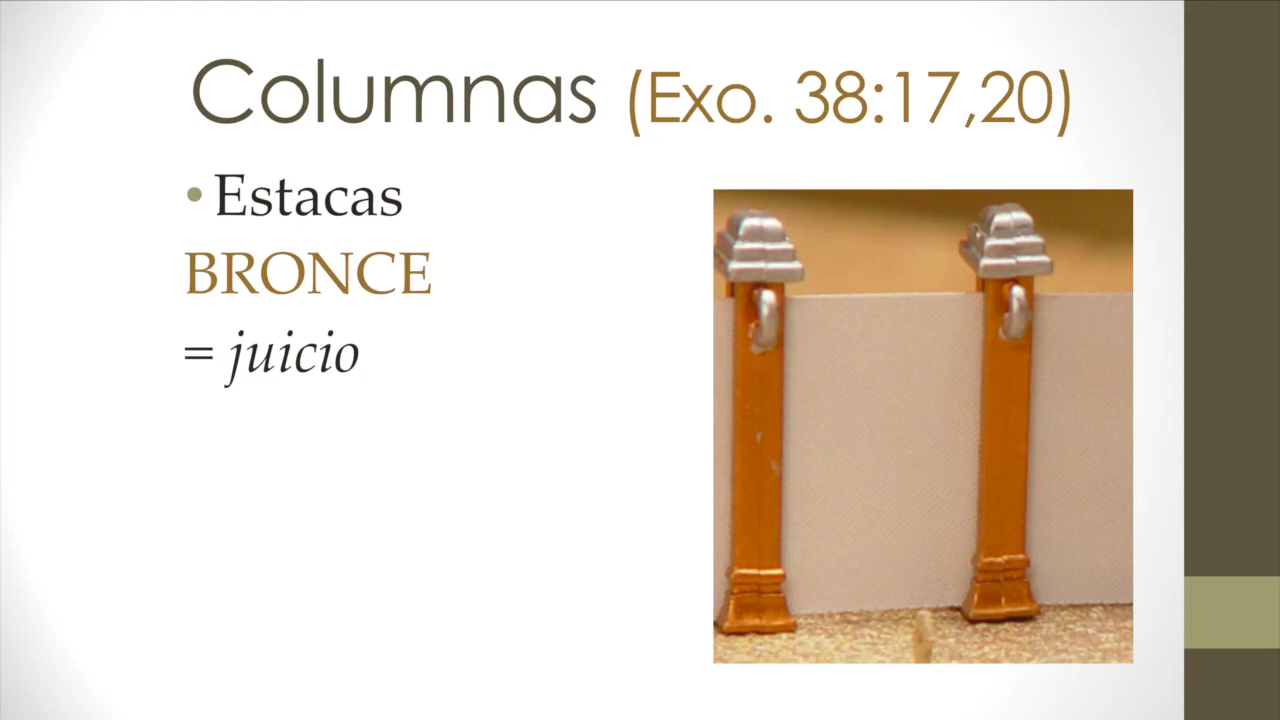 Columnas (Exo. 38:17,20)
• Estacas
BRONCE
= juicio